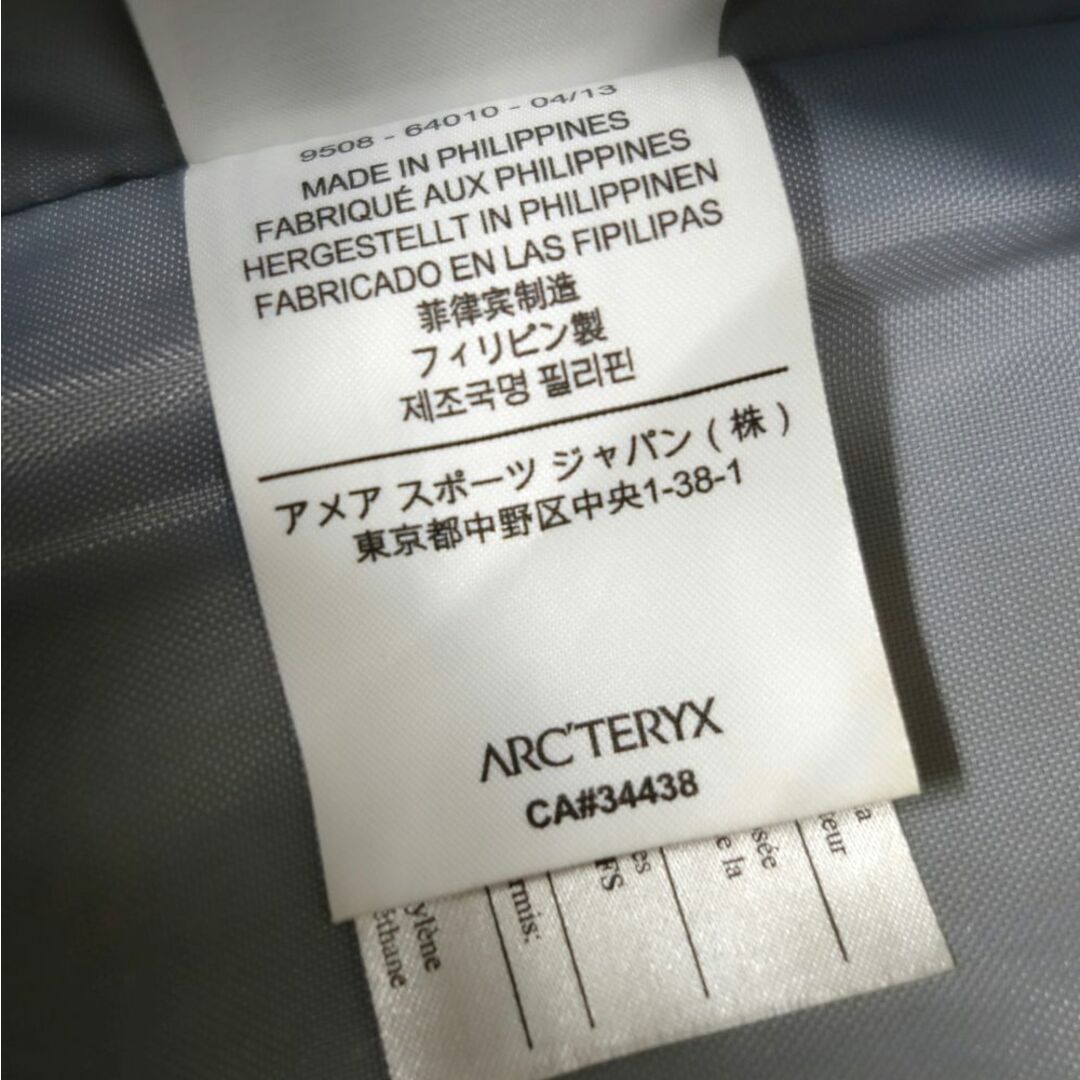 9508 - 64010 - 04/13
MADE IN PHILIPPINES
FABRIQUÉ AUX PHILIPPINES
HERGESTELLT IN PHILIPPINEN
FABRICADO EN LAS FIPILIPAS
菲律宾制造
フィリピン製
제조국명 필리핀
アメア スポーツ ジャパン ( 株 )
東京都中野区中央1-38-1
ARC'TERYX
CA#34438